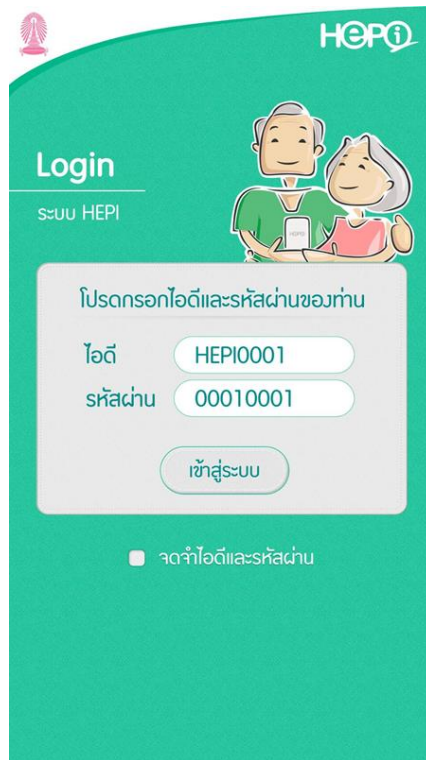 HePi
Login
ระบบ HEPI
HEPI
โปรดกรอกไอดีและรหัสผ่านของท่าน
ไอดี HEPI0001
รหัสผ่าน 00010001
เข้าสู่ระบบ
จดจำไอดีและรหัสผ่าน